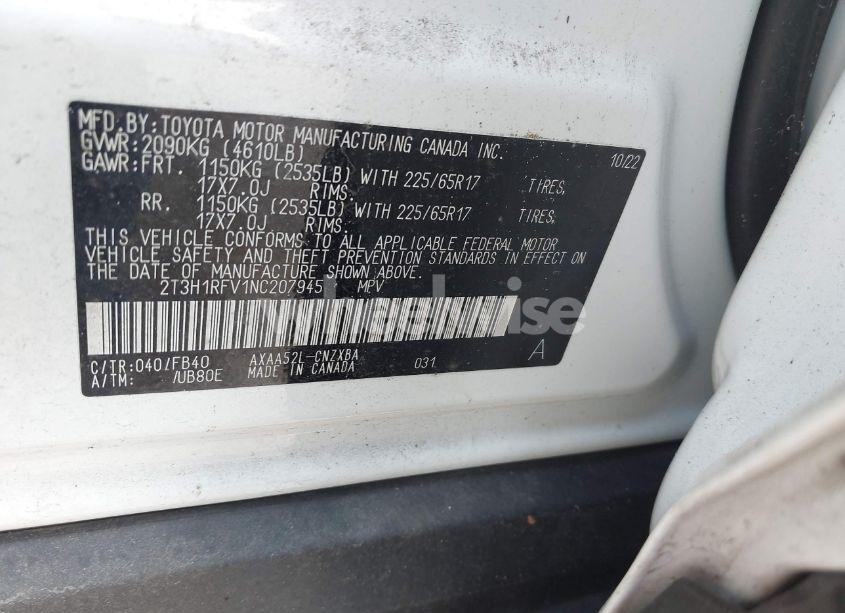 MFD. BY: TOYOTA MOTOR MANUFACTURING CANADA INC. 10/22
GVWR: 2090KG (4610LB)
GAWR: FRT. 1150KG (2535LB) WITH 225/65R17 TIRES,
17X7.0J RIMS.
RR. 1150KG (2535LB) WITH 225/65R17 TIRES,
17X7.0J RIMS.
THIS VEHICLE CONFORMS TO ALL APPLICABLE FEDERAL MOTOR
VEHICLE SAFETY AND THEFT PREVENTION STANDARDS IN EFFECT ON
THE DATE OF MANUFACTURE SHOWN ABOVE.
2T3H1RFV1NC207945 MPV
C/TR: 040/FB40 AXAA52L-CNZXBA 031 A
A/TM: /UB80E MADE IN CANADA